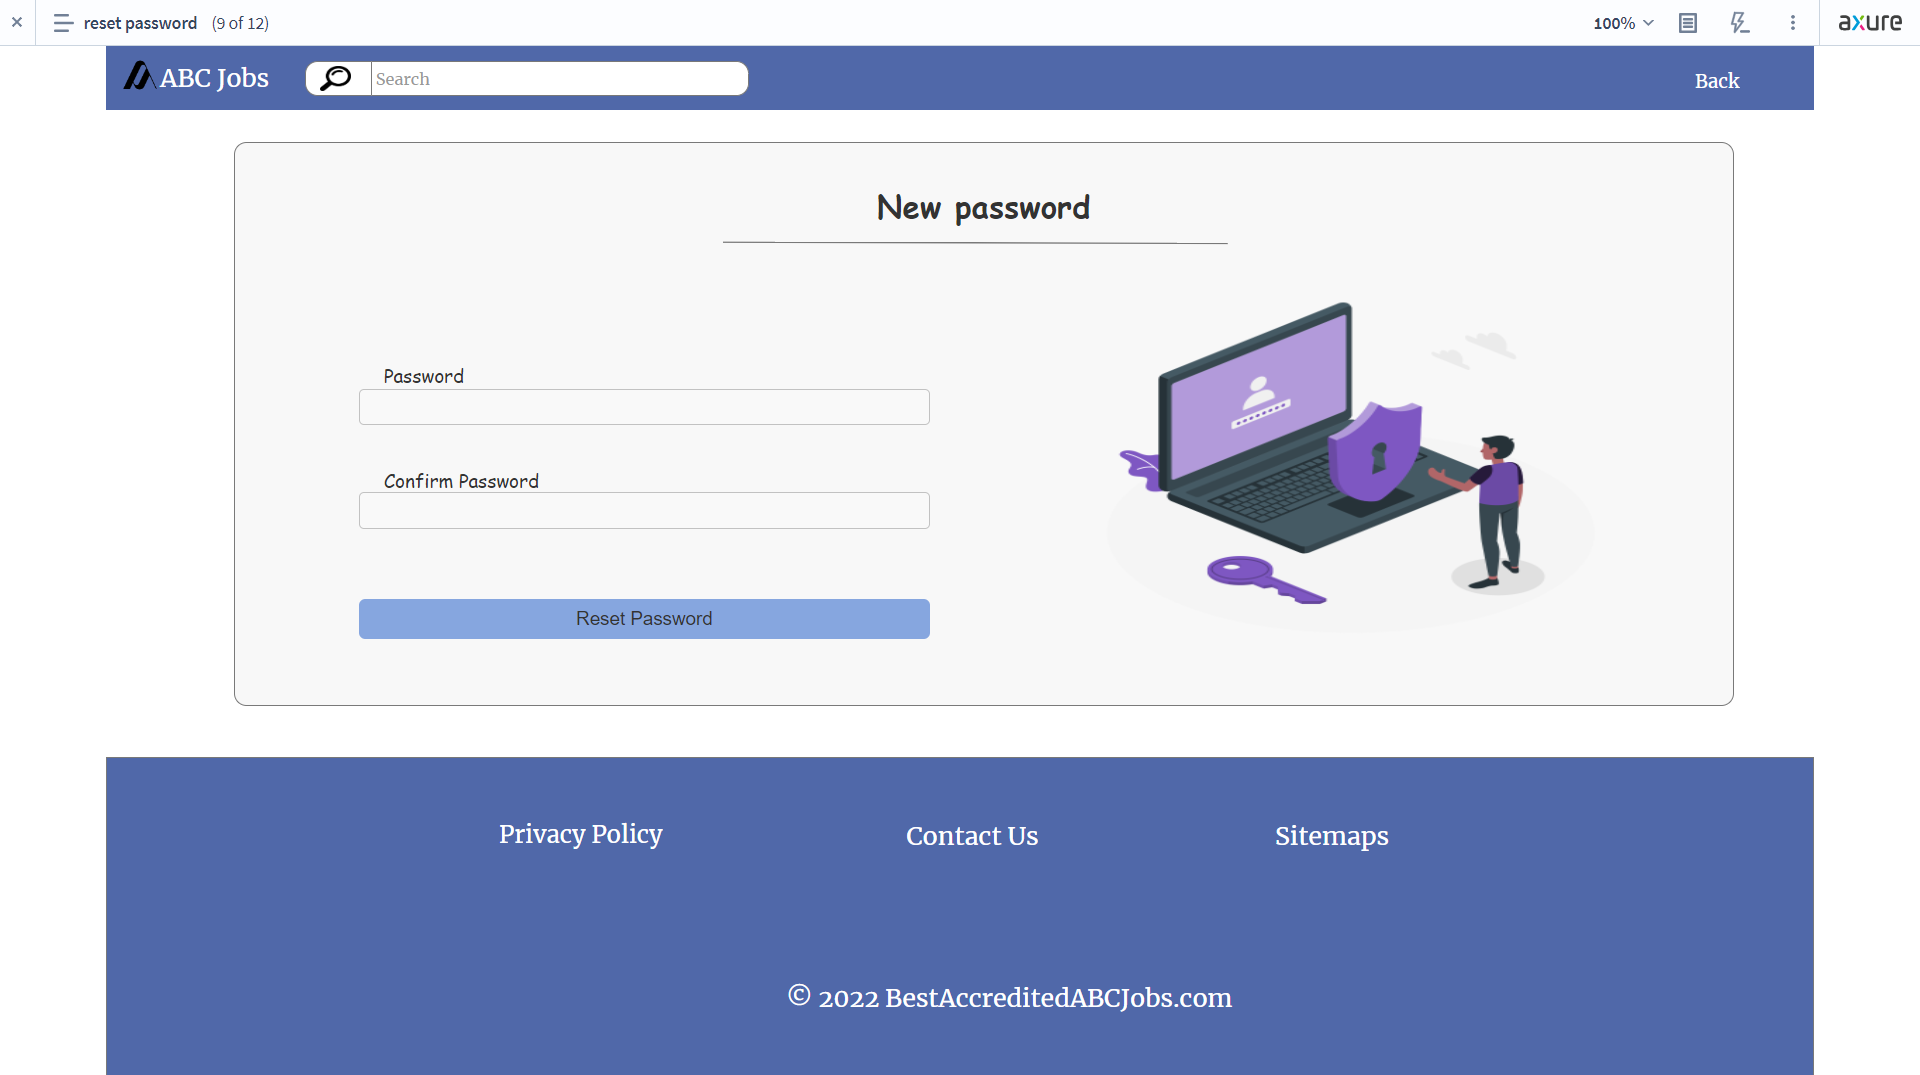 reset password (9 of 12)
100%
axure
ABC Jobs
Search
Back
New password
Password
Confirm Password
Reset Password
Privacy Policy
Contact Us
Sitemaps
© 2022 BestAccreditedABCJobs.com